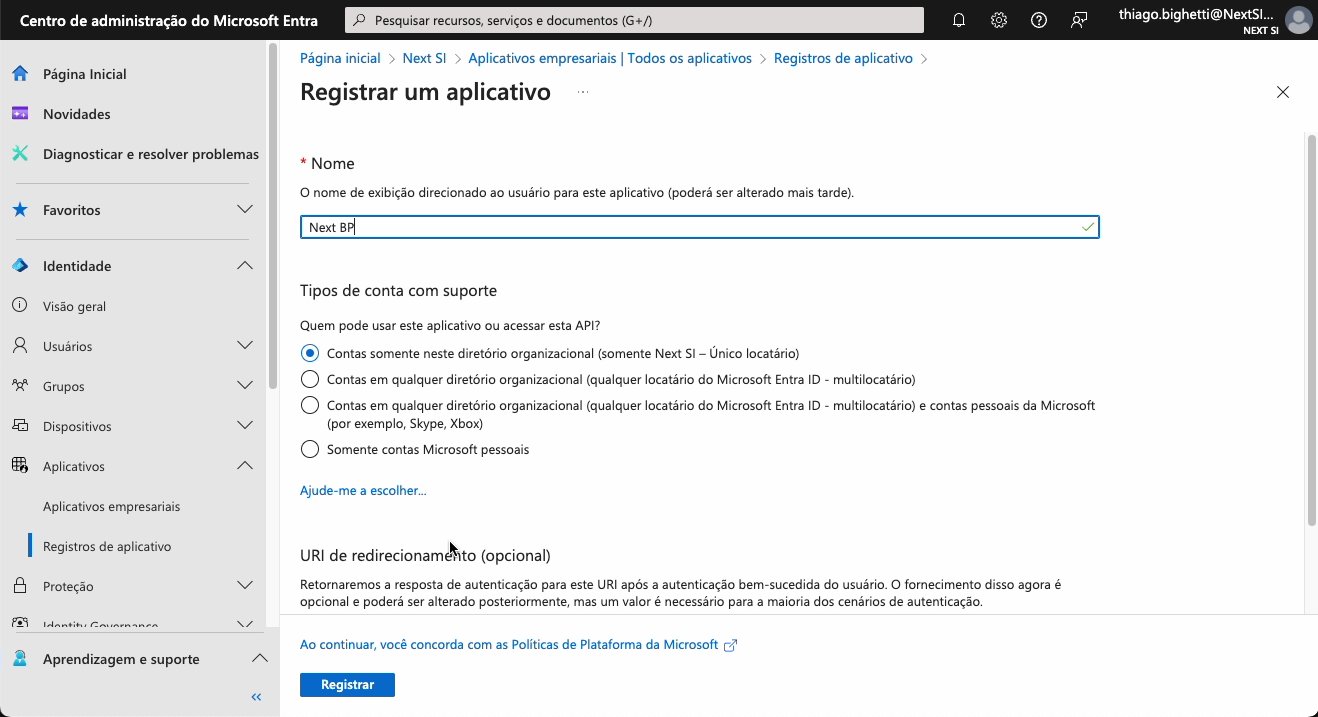 Centro de administração do Microsoft Entra
Pesquisar recursos, serviços e documentos (G+/)
thiago.bighetti@NextSI...
NEXT SI
Página Inicial
Novidades
Diagnosticar e resolver problemas
Favoritos
Identidade
Visão geral
Usuários
Grupos
Dispositivos
Aplicativos
Aplicativos empresariais
Registros de aplicativo
Proteção
Identity Governance
Aprendizagem e suporte
«
Página inicial > Next SI > Aplicativos empresariais | Todos os aplicativos > Registros de aplicativo >
Registrar um aplicativo ...
* Nome
O nome de exibição direcionado ao usuário para este aplicativo (poderá ser alterado mais tarde).
Next BP
Tipos de conta com suporte
Quem pode usar este aplicativo ou acessar esta API?
Contas somente neste diretório organizacional (somente Next SI – Único locatário)
Contas em qualquer diretório organizacional (qualquer locatário do Microsoft Entra ID - multilocatário)
Contas em qualquer diretório organizacional (qualquer locatário do Microsoft Entra ID - multilocatário) e contas pessoais da Microsoft
(por exemplo, Skype, Xbox)
Somente contas Microsoft pessoais
Ajude-me a escolher...
URI de redirecionamento (opcional)
Retornaremos a resposta de autenticação para este URI após a autenticação bem-sucedida do usuário. O fornecimento disso agora é
opcional e poderá ser alterado posteriormente, mas um valor é necessário para a maioria dos cenários de autenticação.
Ao continuar, você concorda com as Políticas de Plataforma da Microsoft
Registrar